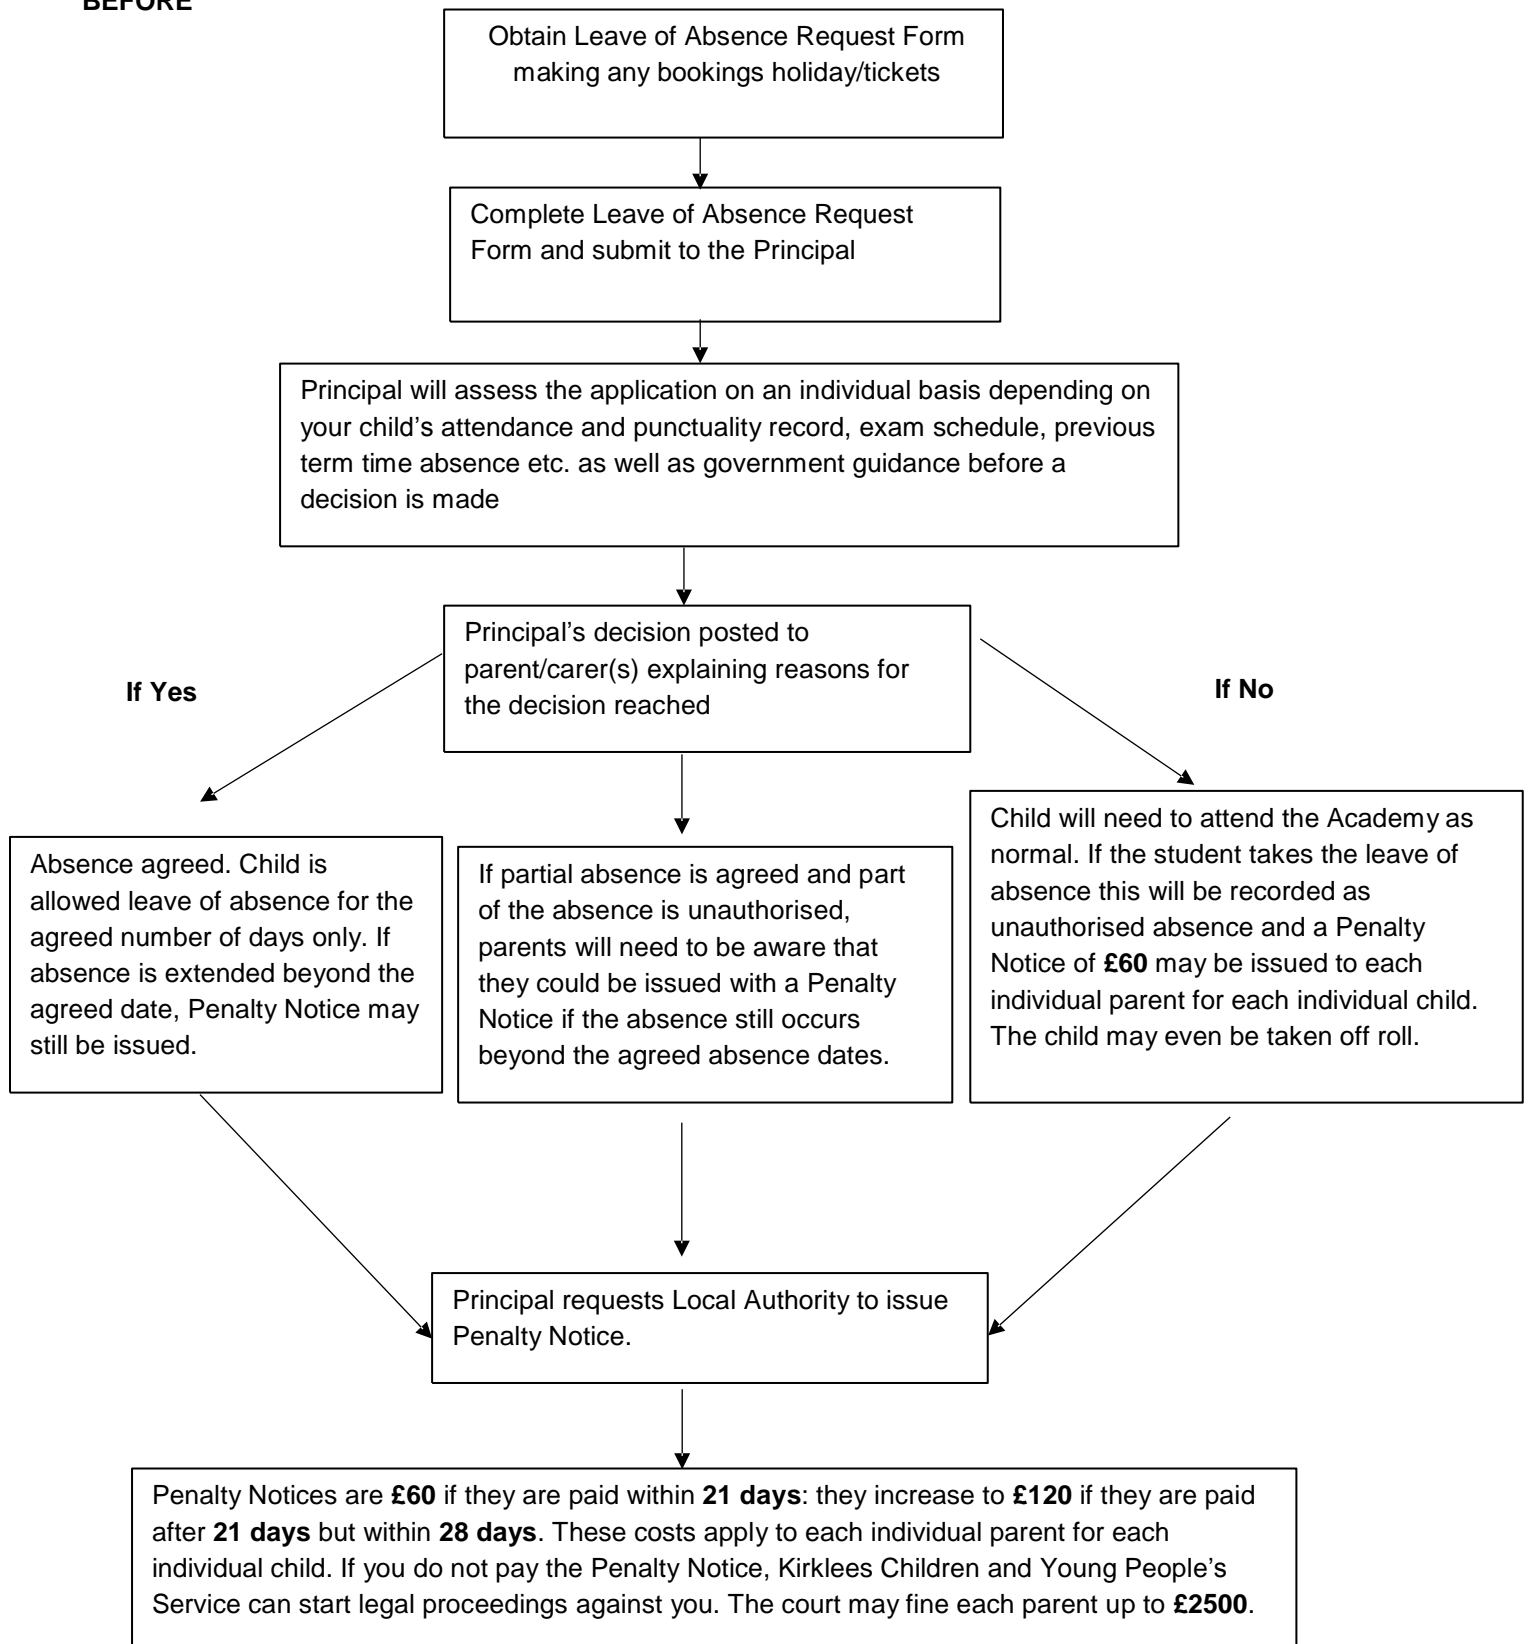 BEFORE
Obtain Leave of Absence Request Form
making any bookings holiday/tickets
Complete Leave of Absence Request
Form and submit to the Principal
Principal will assess the application on an individual basis depending on
your child’s attendance and punctuality record, exam schedule, previous
term time absence etc. as well as government guidance before a
decision is made
Principal’s decision posted to
parent/carer(s) explaining reasons for
the decision reached
If Yes
If No
Absence agreed. Child is
allowed leave of absence for the
agreed number of days only. If
absence is extended beyond the
agreed date, Penalty Notice may
still be issued.
If partial absence is agreed and part
of the absence is unauthorised,
parents will need to be aware that
they could be issued with a Penalty
Notice if the absence still occurs
beyond the agreed absence dates.
Child will need to attend the Academy as
normal. If the student takes the leave of
absence this will be recorded as
unauthorised absence and a Penalty
Notice of £60 may be issued to each
individual parent for each individual child.
The child may even be taken off roll.
Principal requests Local Authority to issue
Penalty Notice.
Penalty Notices are £60 if they are paid within 21 days: they increase to £120 if they are paid
after 21 days but within 28 days. These costs apply to each individual parent for each
individual child. If you do not pay the Penalty Notice, Kirklees Children and Young People’s
Service can start legal proceedings against you. The court may fine each parent up to £2500.